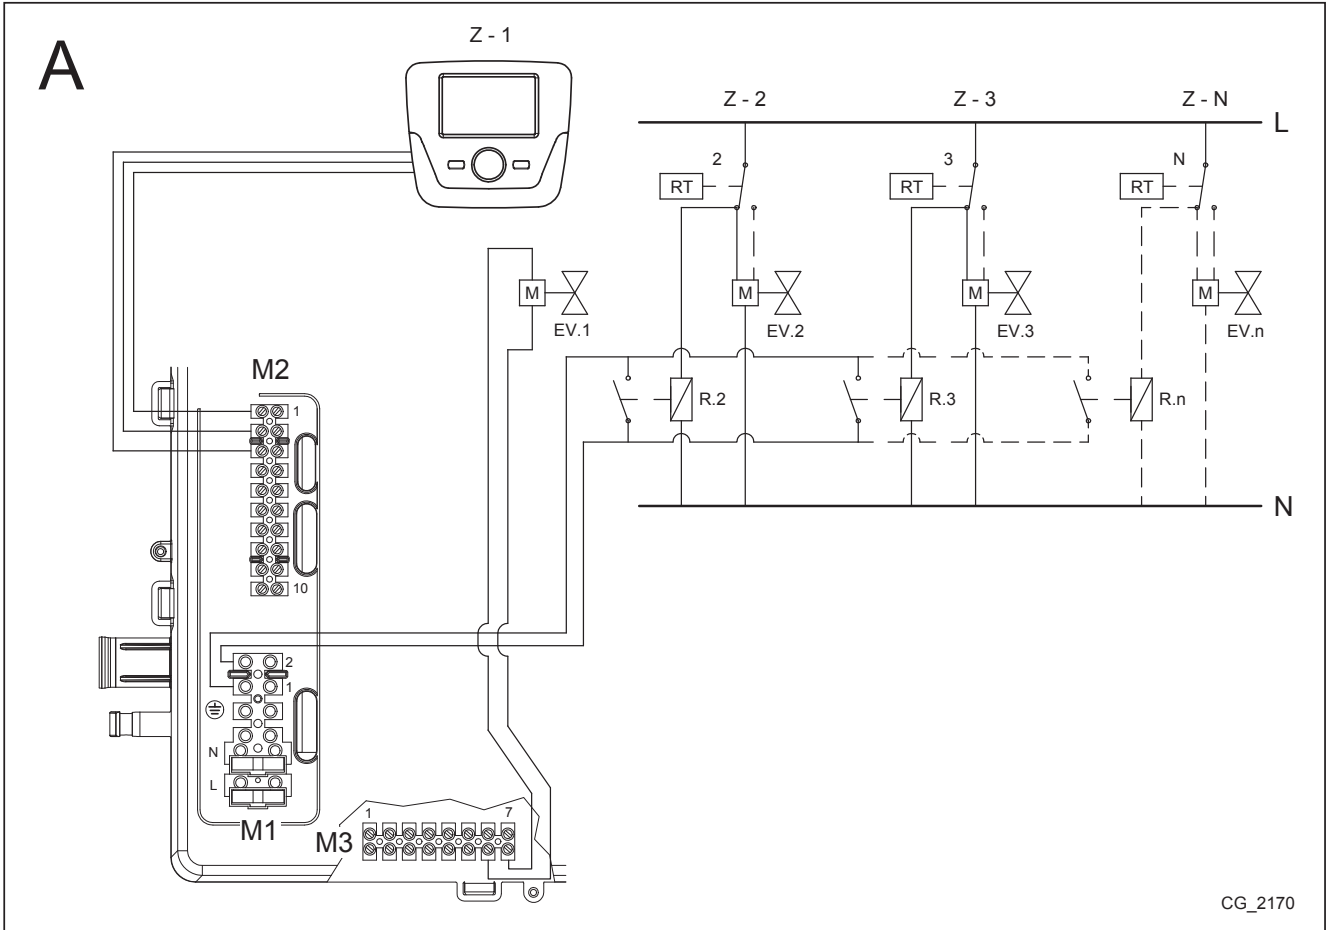 A
Z - 1
Z - 2 Z - 3 Z - N
L
2 3 N
RT RT RT
M M M M
EV.1 EV.2 EV.3 EV.n
M2
1
R.2 R.3 R.n
N
10
2
1
N
L
M1
1 7
M3
CG_2170